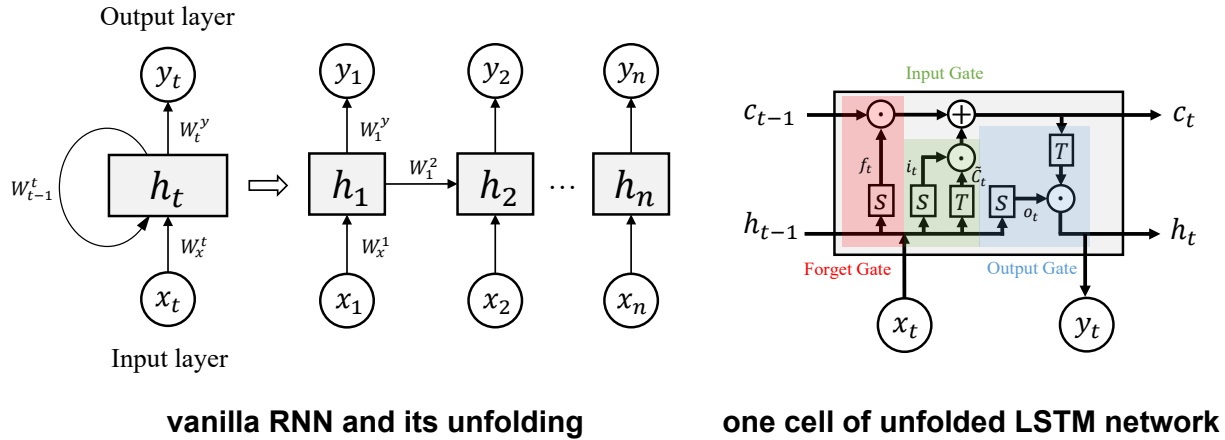 Output layer
y_t
W_t^y
W_{t-1}^t
h_t
W_x^t
x_t
Input layer
y_1 y_2 y_n
W_1^y
h_1 W_1^2 h_2 ... h_n
W_x^1
x_1 x_2 x_n
vanilla RNN and its unfolding
Input Gate
c_{t-1} c_t
T
f_t i_t C̃_t
S S T S o_t
h_{t-1} h_t
Forget Gate Output Gate
x_t y_t
one cell of unfolded LSTM network